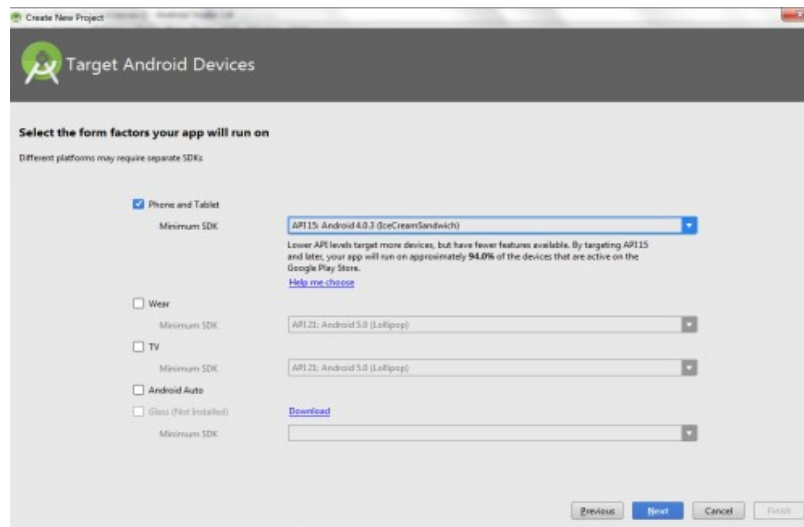 Create New Project
Target Android Devices
Select the form factors your app will run on
Different platforms may require separate SDKs
Phone and Tablet
Minimum SDK
API 15: Android 4.0.3 (IceCreamSandwich)
Lower API levels target more devices, but have fewer features available. By targeting API 15
and later, your app will run on approximately 94.0% of the devices that are active on the
Google Play Store.
Help me choose
Wear
Minimum SDK
API 21: Android 5.0 (Lollipop)
TV
Minimum SDK
API 21: Android 5.0 (Lollipop)
Android Auto
Glass (Not Installed)
Download
Minimum SDK
Previous
Next
Cancel
Finish